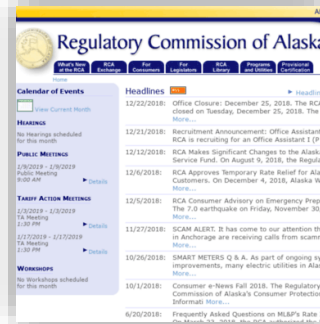 Regulatory Commission of Alaska
What's New at the RCA
RCA Exchange
For Consumers
For Legislators
RCA Library
Programs and Utilities
Provisional Certification
Home
Calendar of Events
View Current Month
HEARINGS
No Hearings scheduled
for this month
PUBLIC MEETINGS
1/9/2019 - 1/9/2019
Public Meeting
9:00 AM Details
TARIFF ACTION MEETINGS
1/3/2019 - 1/3/2019
TA Meeting
1:30 PM Details
1/17/2019 - 1/17/2019
TA Meeting
1:30 PM Details
WORKSHOPS
No Workshops scheduled
for this month
Headlines
12/22/2018: Office Closure: December 25, 2018. The RCA
closed on Tuesday, December 25, 2018. The
More...
12/21/2018: Recruitment Announcement: Office Assistant
RCA is recruiting for an Office Assistant I (P
More...
12/12/2018: RCA Makes Significant Changes to the Alask
Service Fund. On August 9, 2018, the Regula
12/6/2018: RCA Approves Temporary Rate Relief for Ala
Customers. On December 4, 2018, Alaska W
More...
12/5/2018: RCA Consumer Advisory on Emergency Prep
The 7.0 earthquake on Friday, November 30,
More...
11/27/2018: SCAM ALERT. It has come to our attention th
in Anchorage are receiving calls from scamm
More...
10/26/2018: SMART METERS Q & A. As part of ongoing sy
improvements, many electric utilities in Alas
More...
10/1/2018: Consumer e-News Fall 2018. The Regulatory
Commission of Alaska's Consumer Protection
Informati More...
6/20/2018: Frequently Asked Questions on MLP&P's Rate